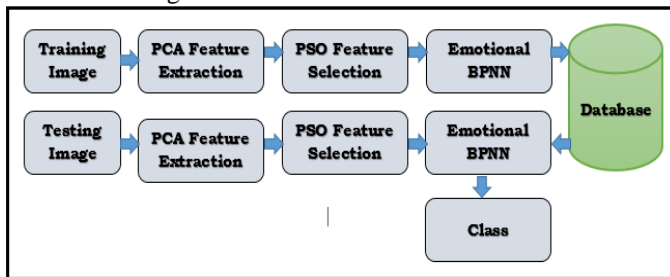 Training
Image
PCA Feature
Extraction
PSO Feature
Selection
Emotional
BPNN
Database
Testing
Image
PCA Feature
Extraction
PSO Feature
Selection
Emotional
BPNN
Class